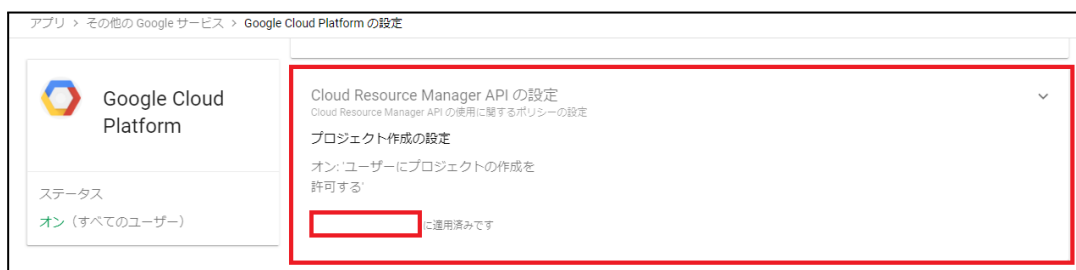 アプリ > その他の Google サービス > Google Cloud Platform の設定
Google Cloud
Platform
ステータス
オン（すべてのユーザー）
Cloud Resource Manager API の設定
Cloud Resource Manager API の使用に関するポリシーの設定
プロジェクト作成の設定
オン: 'ユーザーにプロジェクトの作成を
許可する'
に適用済みです